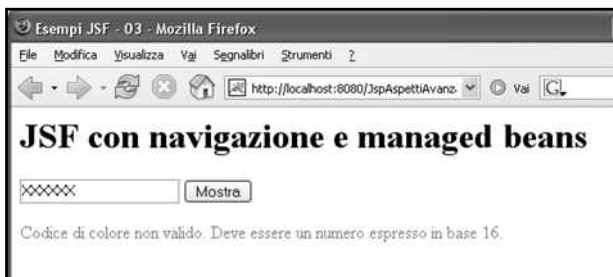 Esempi JSF - 03 - Mozilla Firefox
File Modifica Visualizza Vai Segnalibri Strumenti ?
http://localhost:8080/JspAspettiAvanz Vai G
JSF con navigazione e managed beans
XXXXXX Mostra
Codice di colore non valido. Deve essere un numero espresso in base 16.